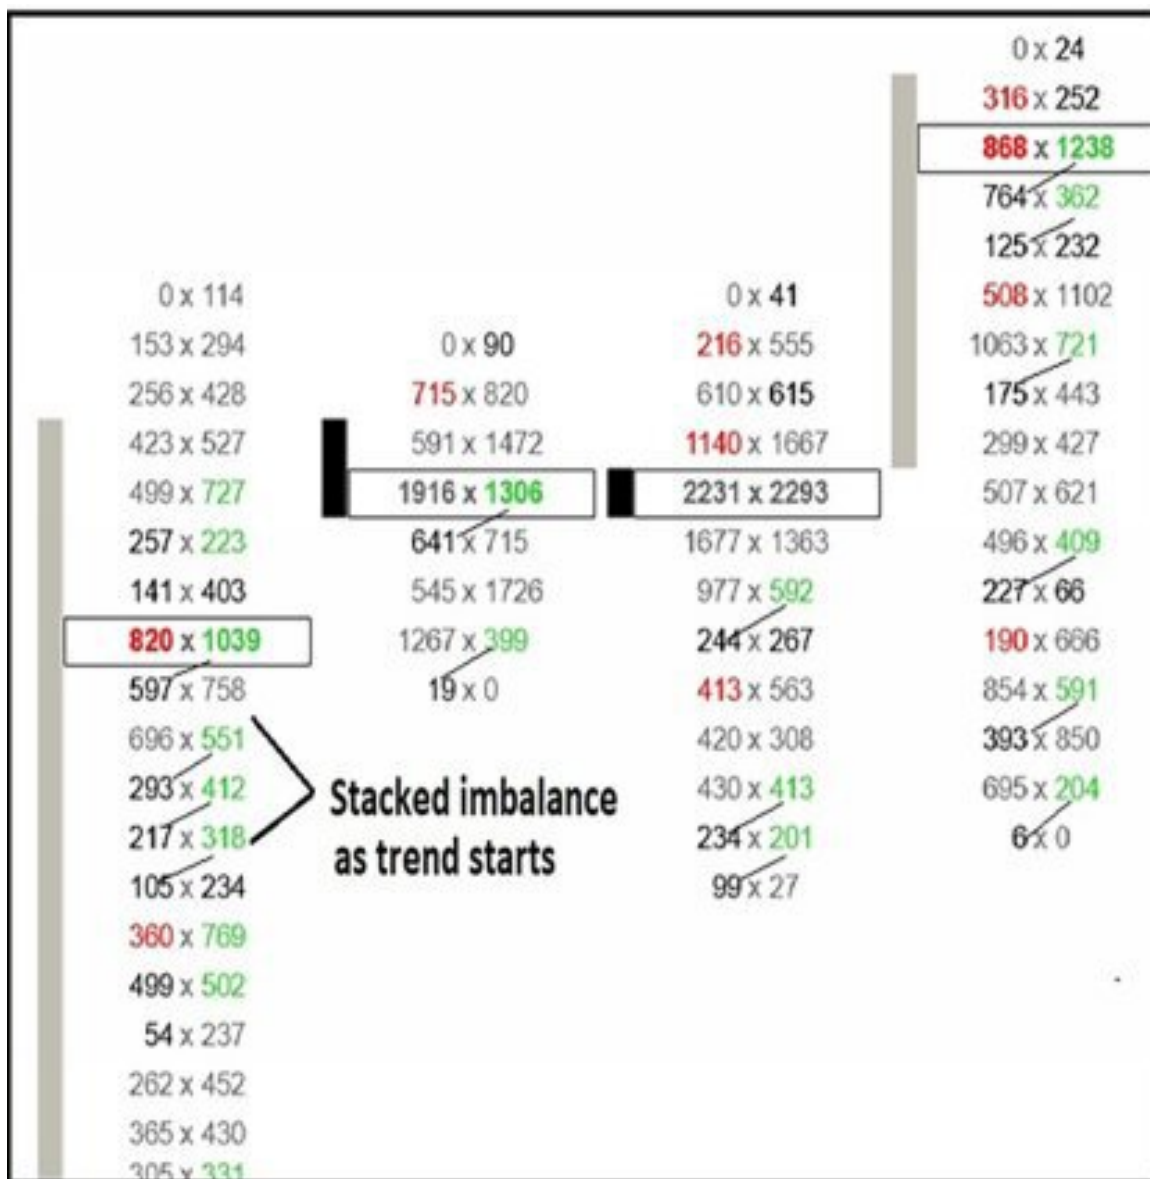 0 x 114
153 x 294
256 x 428
423 x 527
499 x 727
257 x 223
141 x 403
820 x 1039
597 x 758
696 x 551
293 x 412
217 x 318
105 x 234
360 x 769
499 x 502
54 x 237
262 x 452
365 x 430
305 x 331
0 x 90
715 x 820
591 x 1472
1916 x 1306
641 x 715
545 x 1726
1267 x 399
19 x 0
Stacked imbalance
as trend starts
0 x 41
216 x 555
610 x 615
1140 x 1667
2231 x 2293
1677 x 1363
977 x 592
244 x 267
413 x 563
420 x 308
430 x 413
234 x 201
99 x 27
0 x 24
316 x 252
868 x 1238
764 x 362
125 x 232
508 x 1102
1063 x 721
175 x 443
299 x 427
507 x 621
496 x 409
227 x 66
190 x 666
854 x 591
393 x 850
695 x 204
6 x 0